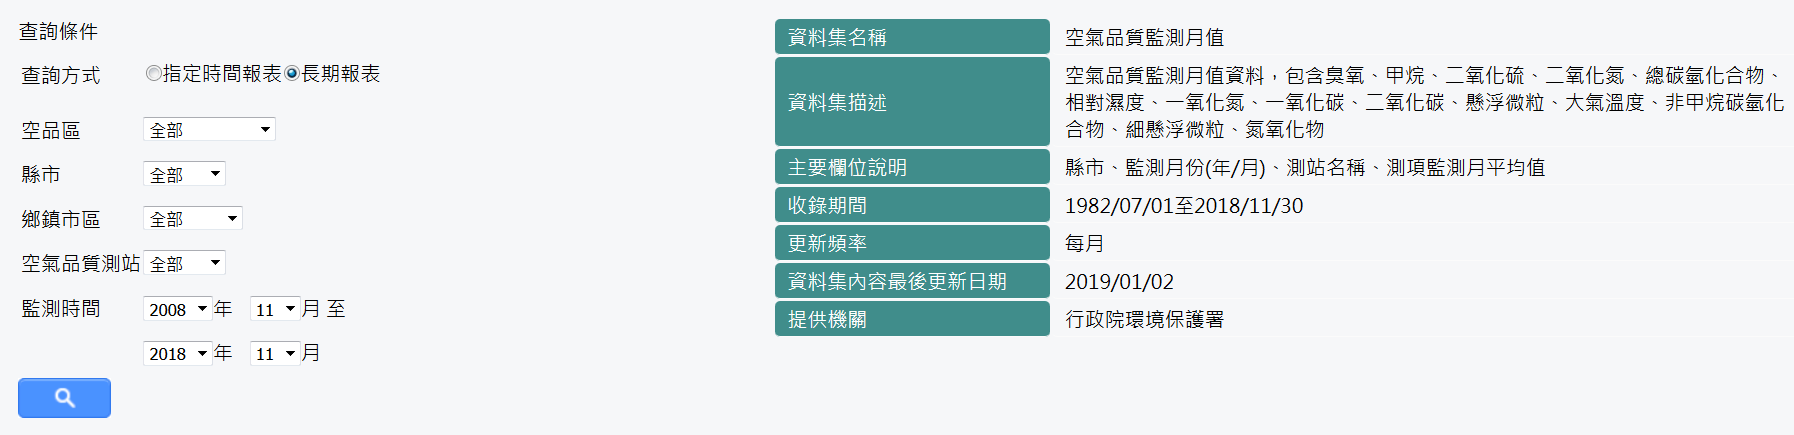 查詢條件
查詢方式 指定時間報表 長期報表
空品區 全部
縣市 全部
鄉鎮市區 全部
空氣品質測站 全部
監測時間 2008 年 11 月 至
2018 年 11 月
資料集名稱 空氣品質監測月值
資料集描述 空氣品質監測月值資料，包含臭氧、甲烷、二氧化硫、二氧化氮、總碳氫化合物、
相對濕度、一氧化氮、一氧化碳、二氧化碳、懸浮微粒、大氣溫度、非甲烷碳氫化
合物、細懸浮微粒、氮氧化物
主要欄位說明 縣市、監測月份(年/月)、測站名稱、測項監測月平均值
收錄期間 1982/07/01至2018/11/30
更新頻率 每月
資料集內容最後更新日期 2019/01/02
提供機關 行政院環境保護署